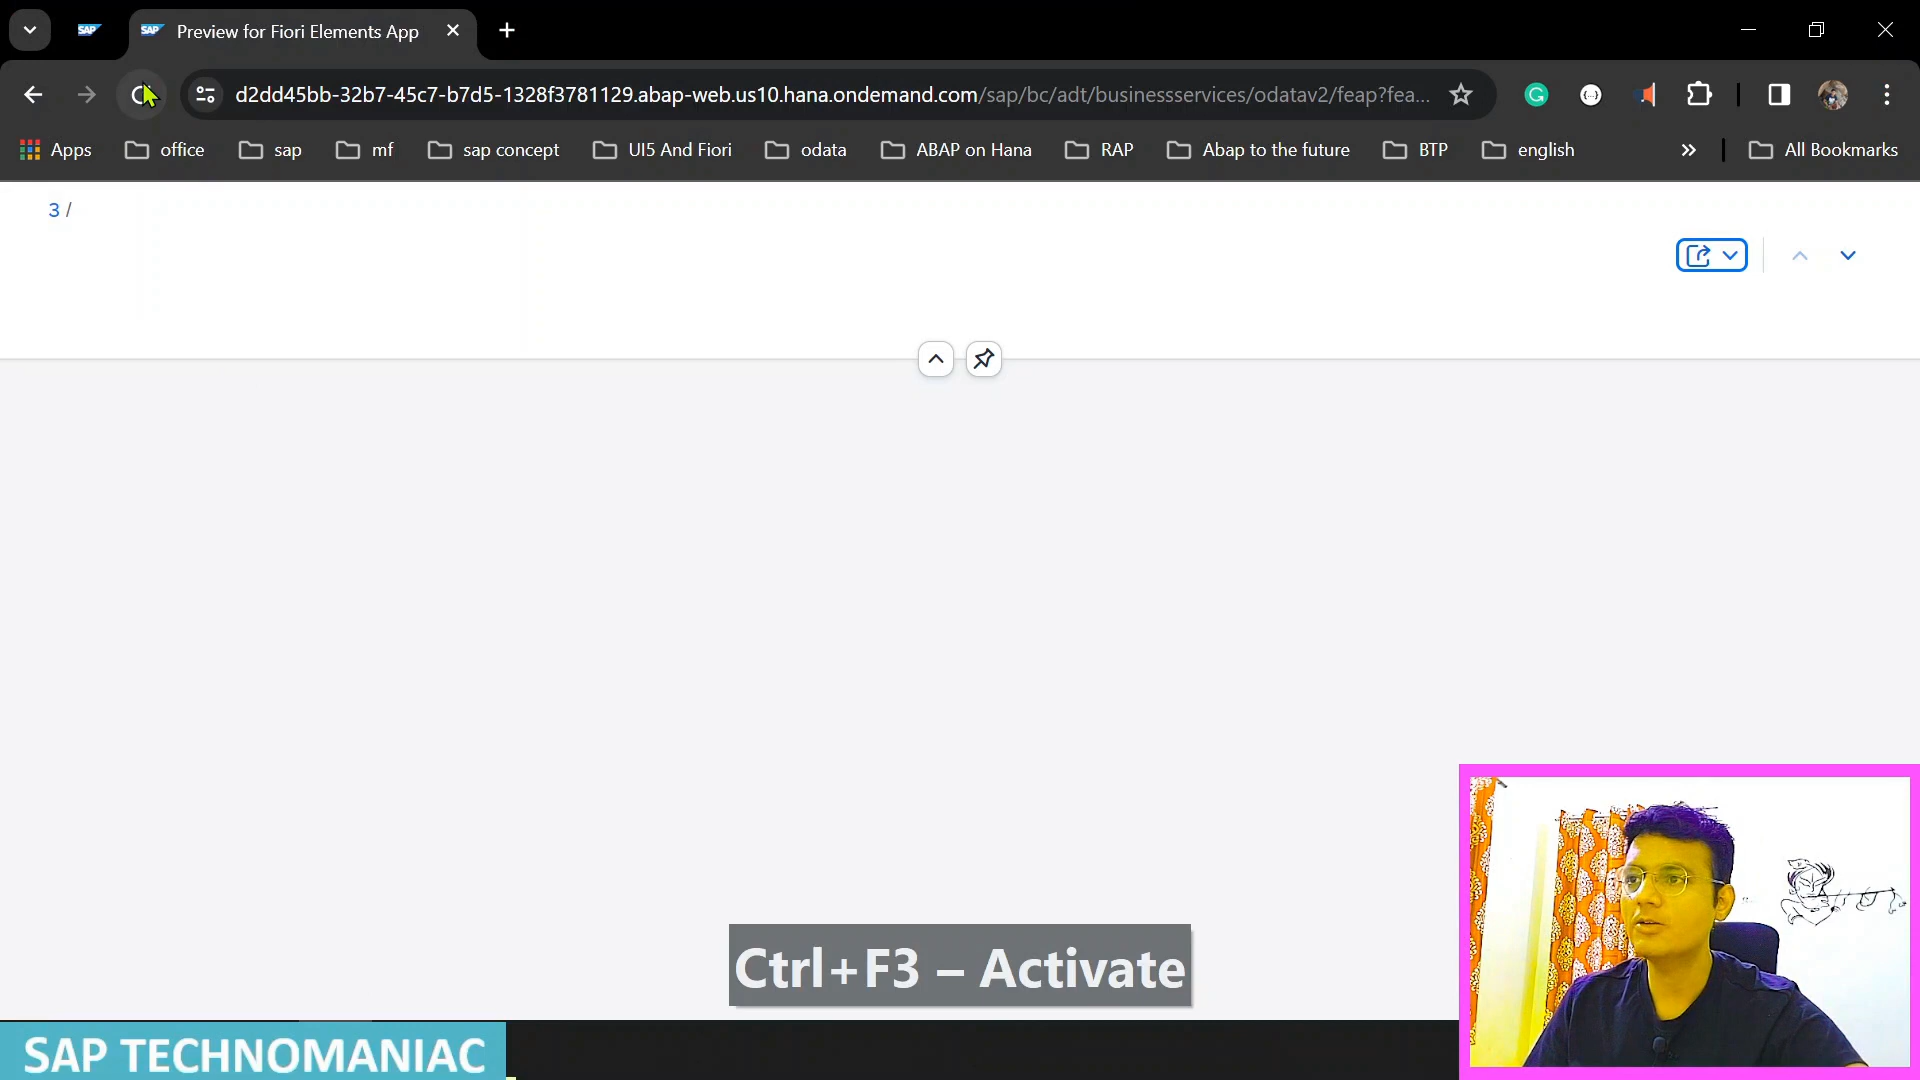 SAP
SAP Preview for Fiori Elements App
d2dd45bb-32b7-45c7-b7d5-1328f3781129.abap-web.us10.hana.ondemand.com/sap/bc/adt/businessservices/odatav2/feap?fea...
Apps office sap mf sap concept UI5 And Fiori odata ABAP on Hana RAP Abap to the future BTP english » All Bookmarks
3 /
Ctrl+F3 – Activate
SAP TECHNOMANIAC